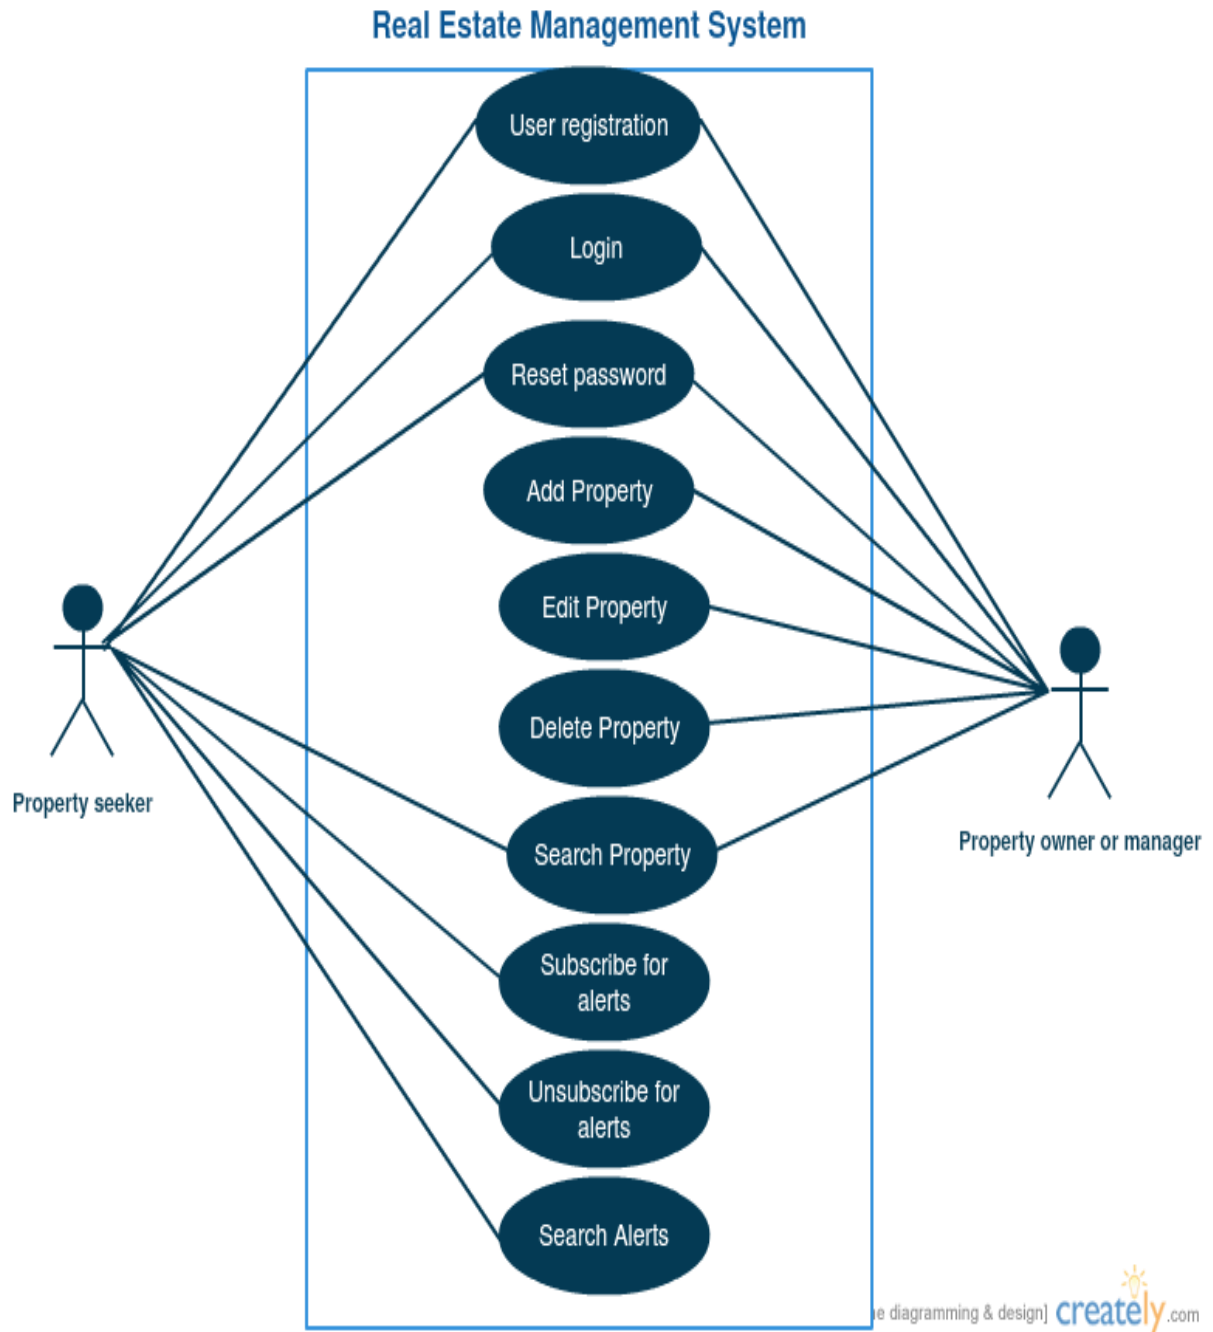 Real Estate Management System
User registration
Login
Reset password
Add Property
Edit Property
Delete Property
Property seeker
Property owner or manager
Search Property
Subscribe for
alerts
Unsubscribe for
alerts
Search Alerts
diagramming & design] creately.com